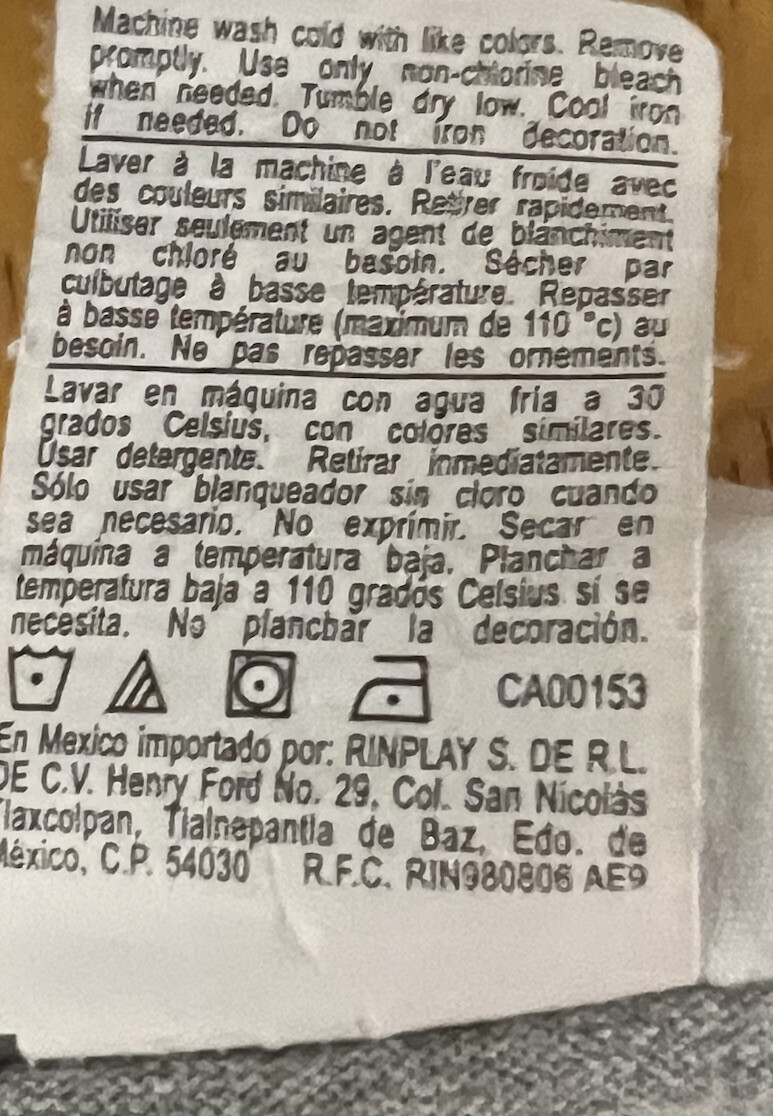 Machine wash cold with like colors. Remove
promptly. Use only non-chlorine bleach
when needed. Tumble dry low. Cool iron
if needed. Do not iron decoration.
Laver à la machine à l'eau froide avec
des couleurs similaires. Retirer rapidement.
Utiliser seulement un agent de blanchiment
non chloré au besoin. Sécher par
culbutage à basse température. Repasser
à basse température (maximum de 110 °c) au
besoin. Ne pas repasser les ornements.
Lavar en máquina con agua fria a 30
grados Celsius, con colores similares.
Usar detergente. Retirar inmediatamente.
Sólo usar blanqueador sin cloro cuando
sea necesario. No exprimir. Secar en
máquina a temperatura baja. Planchar a
temperatura baja a 110 grados Celsius si se
necesita. No planchar la decoración.
CA00153
En Mexico importado por: RINPLAY S. DE R.L.
DE C.V. Henry Ford No. 29, Col. San Nicolás
Tlaxcolpan, Tlalnepantla de Baz, Edo. de
México, C.P. 54030 R.F.C. RIN980806 AE9